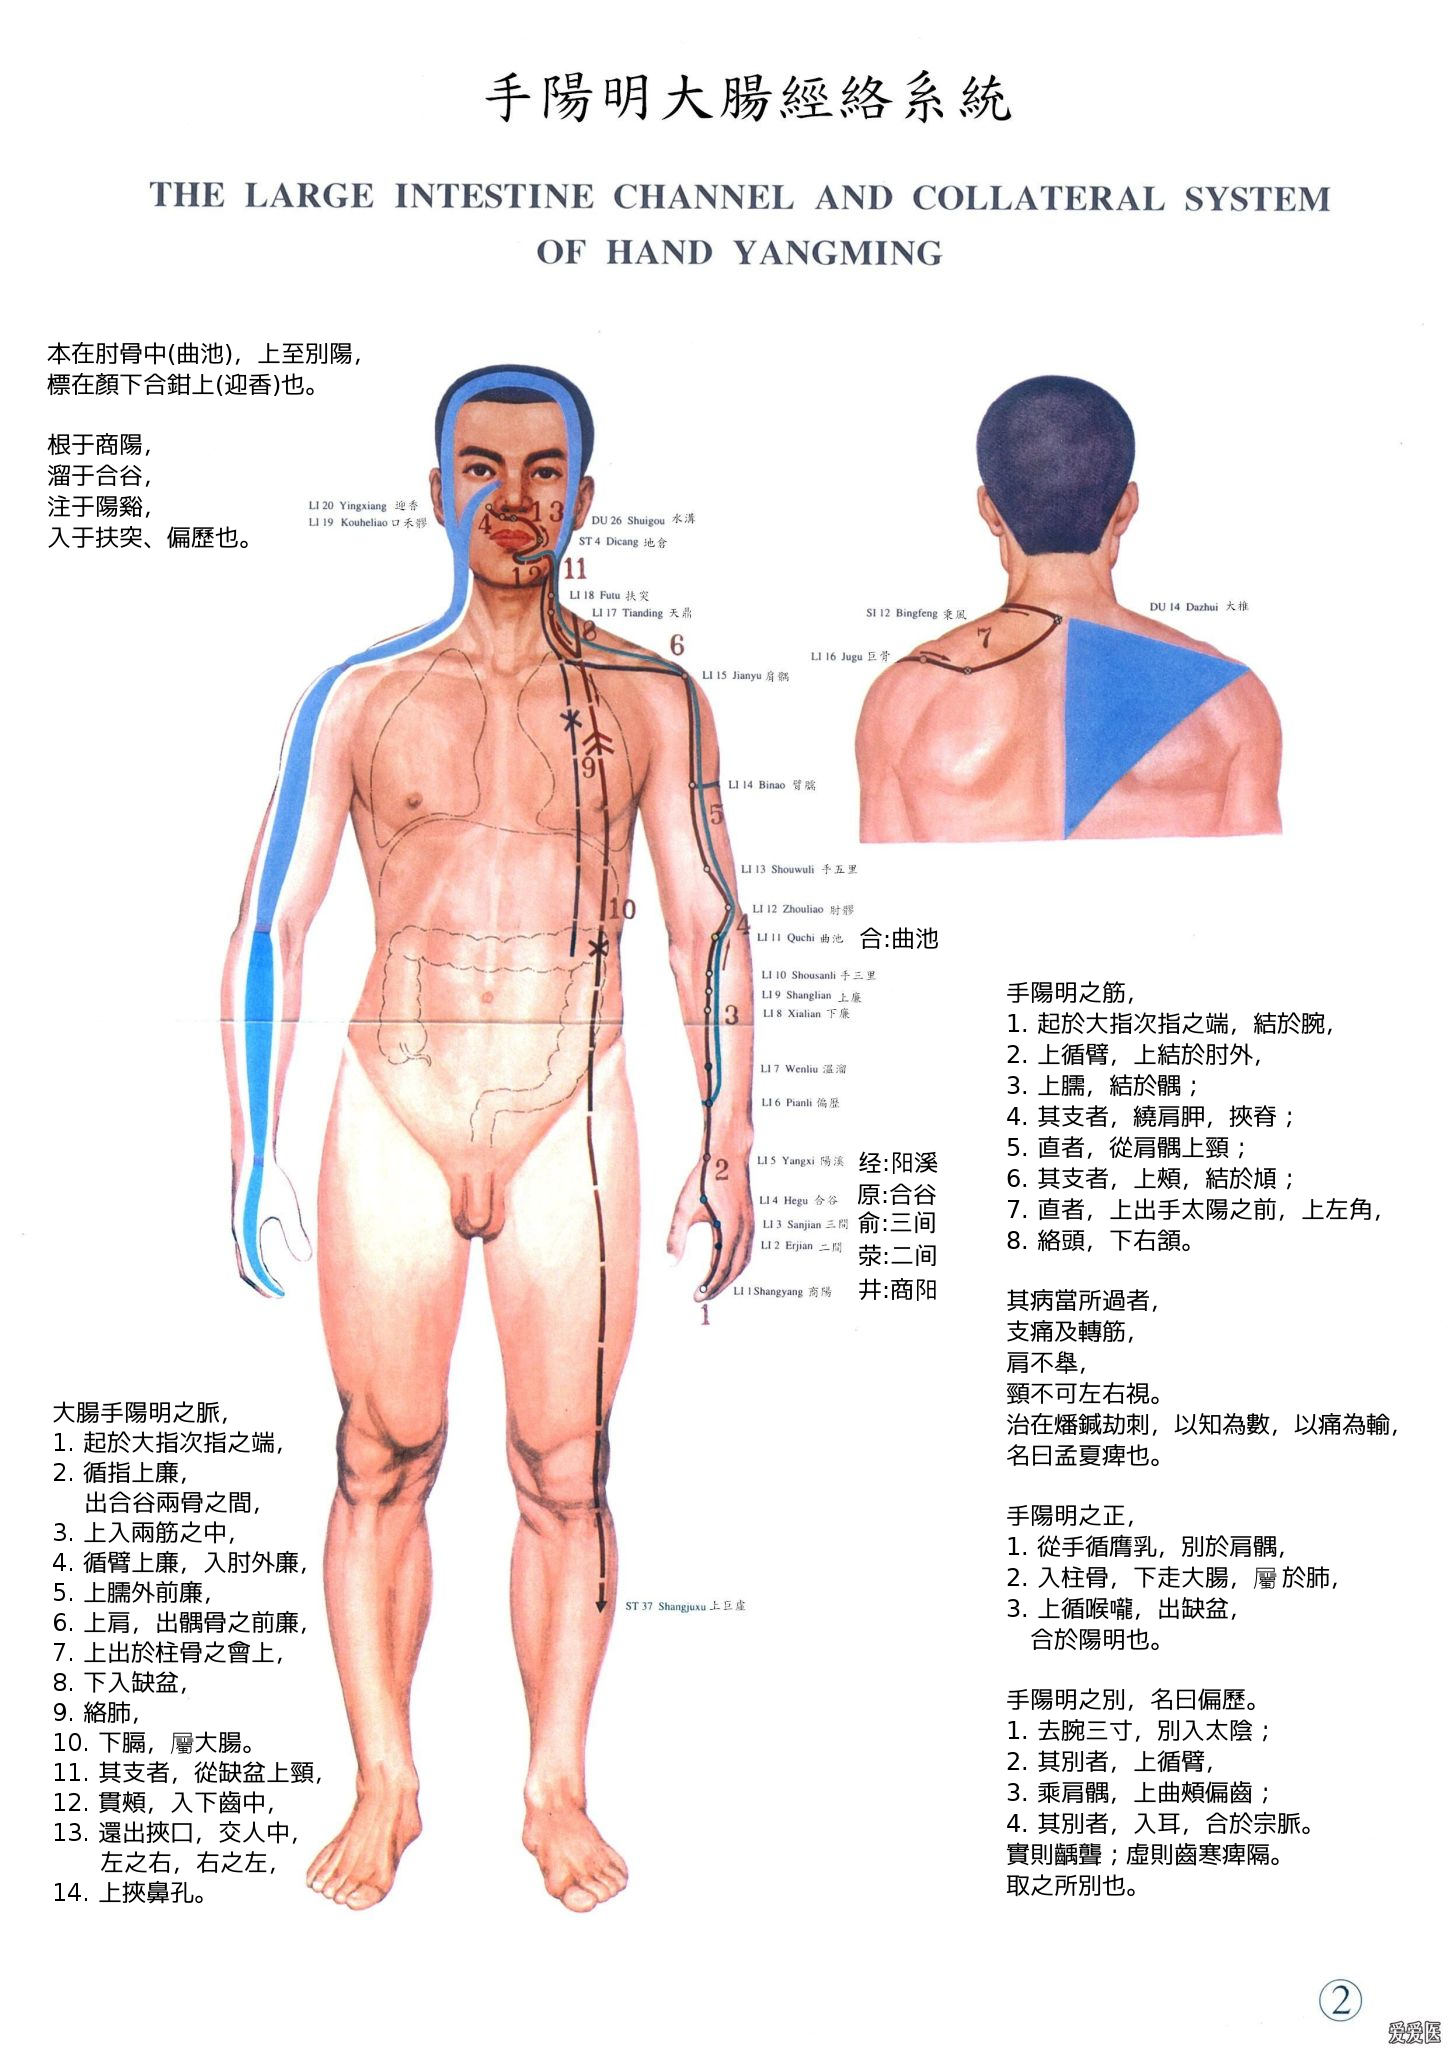 手陽明大腸經絡系統
THE LARGE INTESTINE CHANNEL AND COLLATERAL SYSTEM
OF HAND YANGMING
本在肘骨中(曲池)，上至別陽，
標在顏下合鉗上(迎香)也。
根于商陽，
溜于合谷，
注于陽谿，
入于扶突、偏歷也。
LI 20 Yingxiang 迎香
LI 19 Kouheliao 口禾髎
4
13
12
11
DU 26 Shuigou 水溝
ST 4 Dicang 地倉
LI 18 Futu 扶突
LI 17 Tianding 天鼎
8
6
LI 15 Jianyu 肩髃
9
LI 14 Binao 臂臑
5
LI 13 Shouwuli 手五里
10
LI 12 Zhouliao 肘髎
4
LI 11 Quchi 曲池 合:曲池
LI 10 Shousanli 手三里
LI 9 Shanglian 上廉
LI 8 Xialian 下廉
3
LI 7 Wenliu 溫溜
LI 6 Pianli 偏歷
LI 5 Yangxi 陽溪 经:阳溪
2
LI 4 Hegu 合谷 原:合谷
LI 3 Sanjian 三間 俞:三间
LI 2 Erjian 二間 荥:二间
LI 1 Shangyang 商陽 井:商阳
1
ST 37 Shangjuxu 上巨虛
SI 12 Bingfeng 秉風
DU 14 Dazhui 大椎
7
LI 16 Jugu 巨骨
大腸手陽明之脈，
1. 起於大指次指之端，
2. 循指上廉，
出合谷兩骨之間，
3. 上入兩筋之中，
4. 循臂上廉，入肘外廉，
5. 上臑外前廉，
6. 上肩，出髃骨之前廉，
7. 上出於柱骨之會上，
8. 下入缺盆，
9. 絡肺，
10. 下膈，屬大腸。
11. 其支者，從缺盆上頸，
12. 貫頰，入下齒中，
13. 還出挾口，交人中，
左之右，右之左，
14. 上挾鼻孔。
手陽明之筋，
1. 起於大指次指之端，結於腕，
2. 上循臂，上結於肘外，
3. 上臑，結於髃；
4. 其支者，繞肩胛，挾脊；
5. 直者，從肩髃上頸；
6. 其支者，上頰，結於頄；
7. 直者，上出手太陽之前，上左角，
8. 絡頭，下右頷。
其病當所過者，
支痛及轉筋，
肩不舉，
頸不可左右視。
治在燔鍼劫刺，以知為數，以痛為輸，
名曰孟夏痺也。
手陽明之正，
1. 從手循膺乳，別於肩髃，
2. 入柱骨，下走大腸，屬於肺，
3. 上循喉嚨，出缺盆，
合於陽明也。
手陽明之別，名曰偏歷。
1. 去腕三寸，別入太陰；
2. 其別者，上循臂，
3. 乘肩髃，上曲頰偏齒；
4. 其別者，入耳，合於宗脈。
實則齲聾；虛則齒寒痺隔。
取之所別也。
2
爱爱医